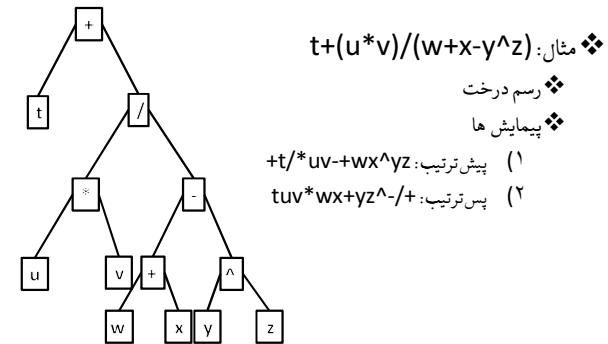 ❖ مثال: t+(u*v)/(w+x-y^z)
❖ رسم درخت
❖ پیمایش ها
۱) پیش‌ترتیب: +t/*uv-+wx^yz
۲) پس‌ترتیب: tuv*wx+yz^-/+
+
t /
* -
u v + ^
w x y z